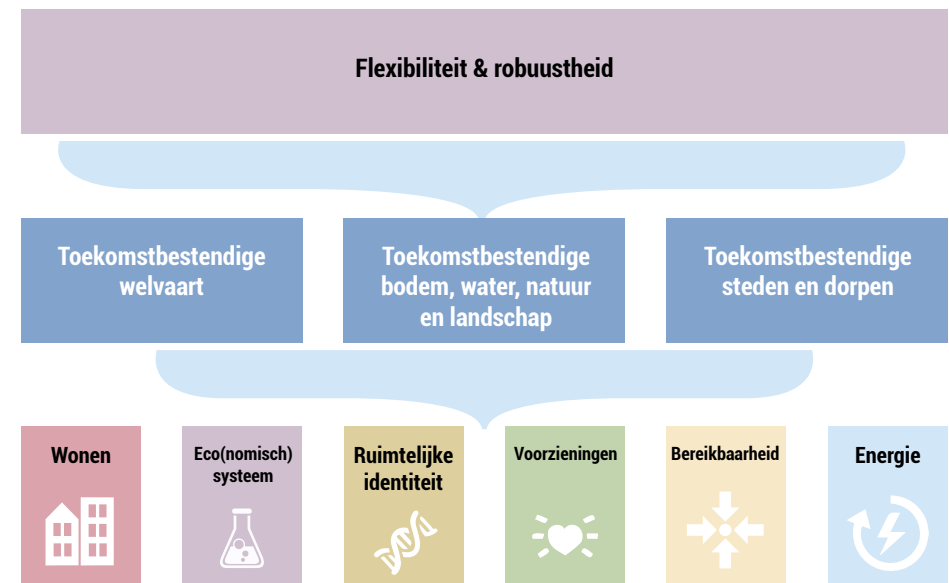 Flexibiliteit & robuustheid
Toekomstbestendige
welvaart
Toekomstbestendige
bodem, water, natuur
en landschap
Toekomstbestendige
steden en dorpen
Wonen
Eco(nomisch)
systeem
Ruimtelijke
identiteit
Voorzieningen
Bereikbaarheid
Energie